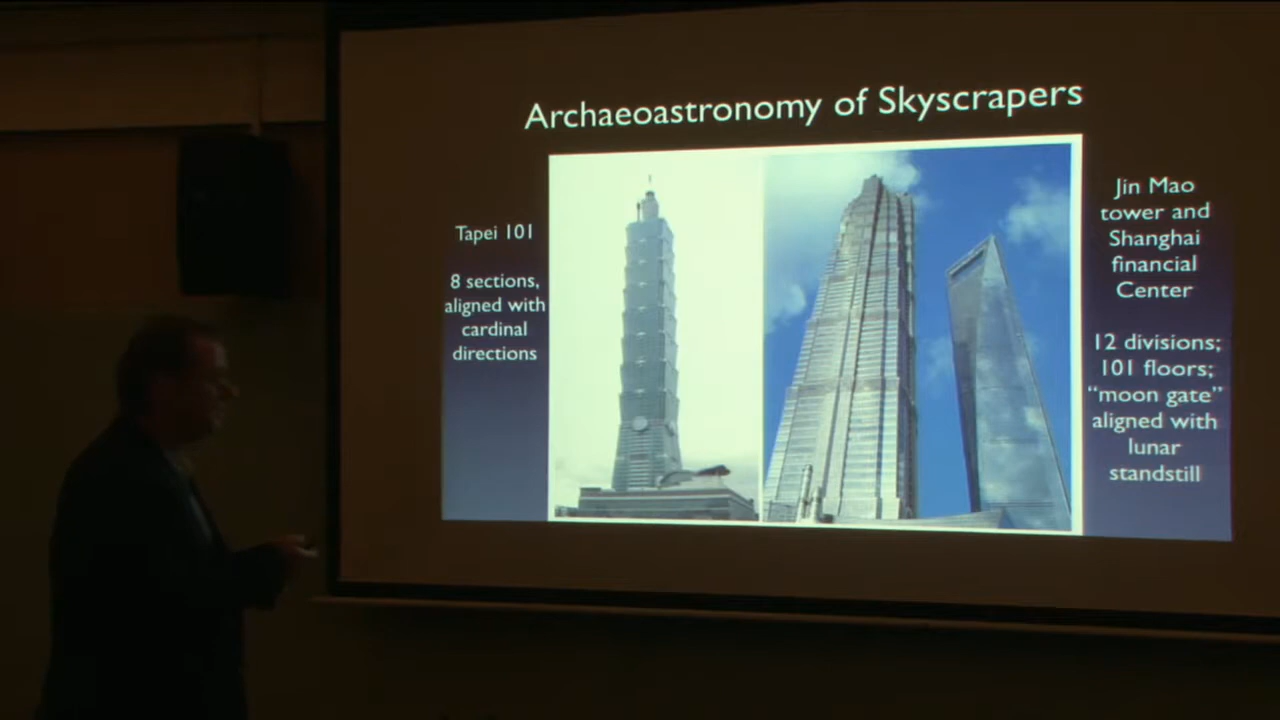 Archaeoastronomy of Skyscrapers
Tapei 101
8 sections,
aligned with
cardinal
directions
Jin Mao
tower and
Shanghai
financial
Center
12 divisions;
101 floors;
“moon gate”
aligned with
lunar
standstill